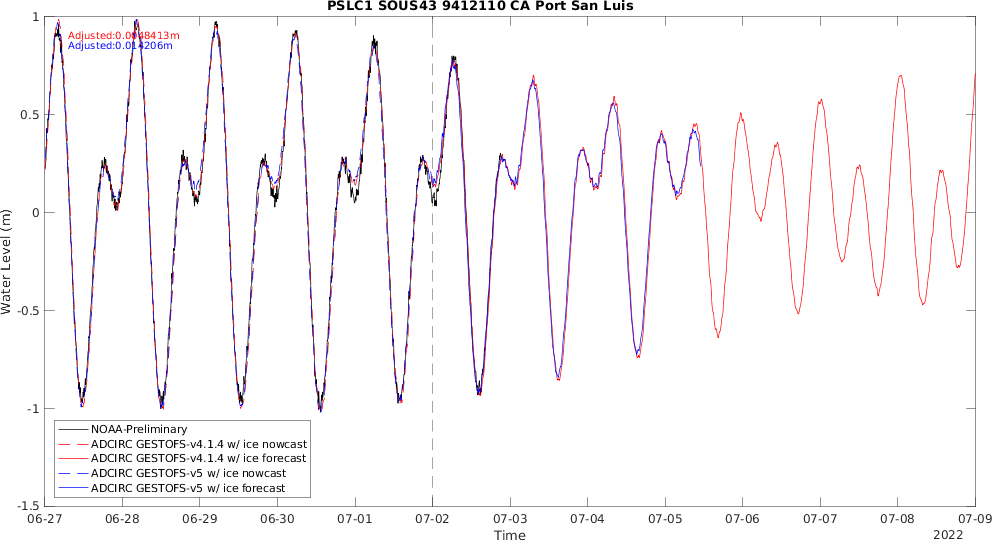 PSLC1 SOUS43 9412110 CA Port San Luis
Adjusted:0.0048413m
Adjusted:0.014206m
1
0.5
0
-0.5
-1
-1.5
Water Level (m)
NOAA-Preliminary
ADCIRC GESTOFS-v4.1.4 w/ ice nowcast
ADCIRC GESTOFS-v4.1.4 w/ ice forecast
ADCIRC GESTOFS-v5 w/ ice nowcast
ADCIRC GESTOFS-v5 w/ ice forecast
06-27 06-28 06-29 06-30 07-01 07-02 07-03 07-04 07-05 07-06 07-07 07-08 07-09
Time
2022